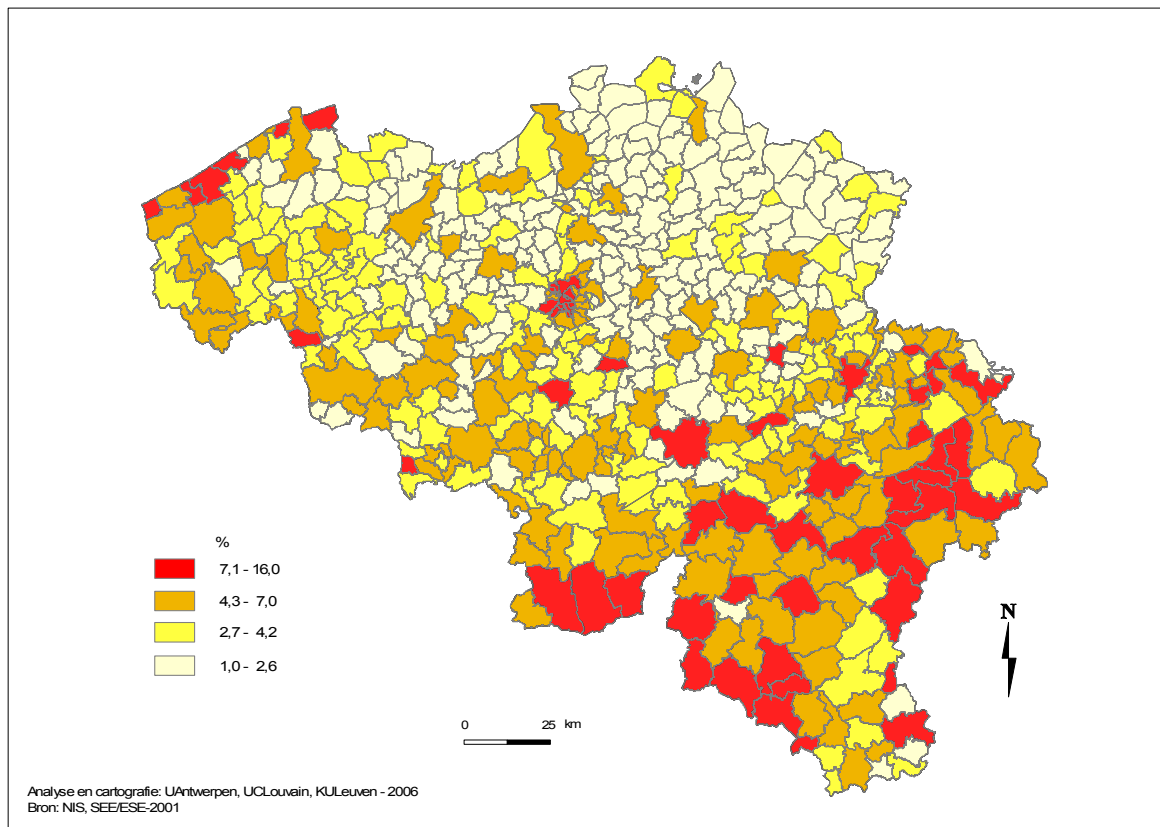 %
7,1 - 16,0
4,3 - 7,0
2,7 - 4,2
1,0 - 2,6
N
0 25 km
Analyse en cartografie: UAntwerpen, UCLouvain, KULeuven - 2006
Bron: NIS, SEE/ESE-2001